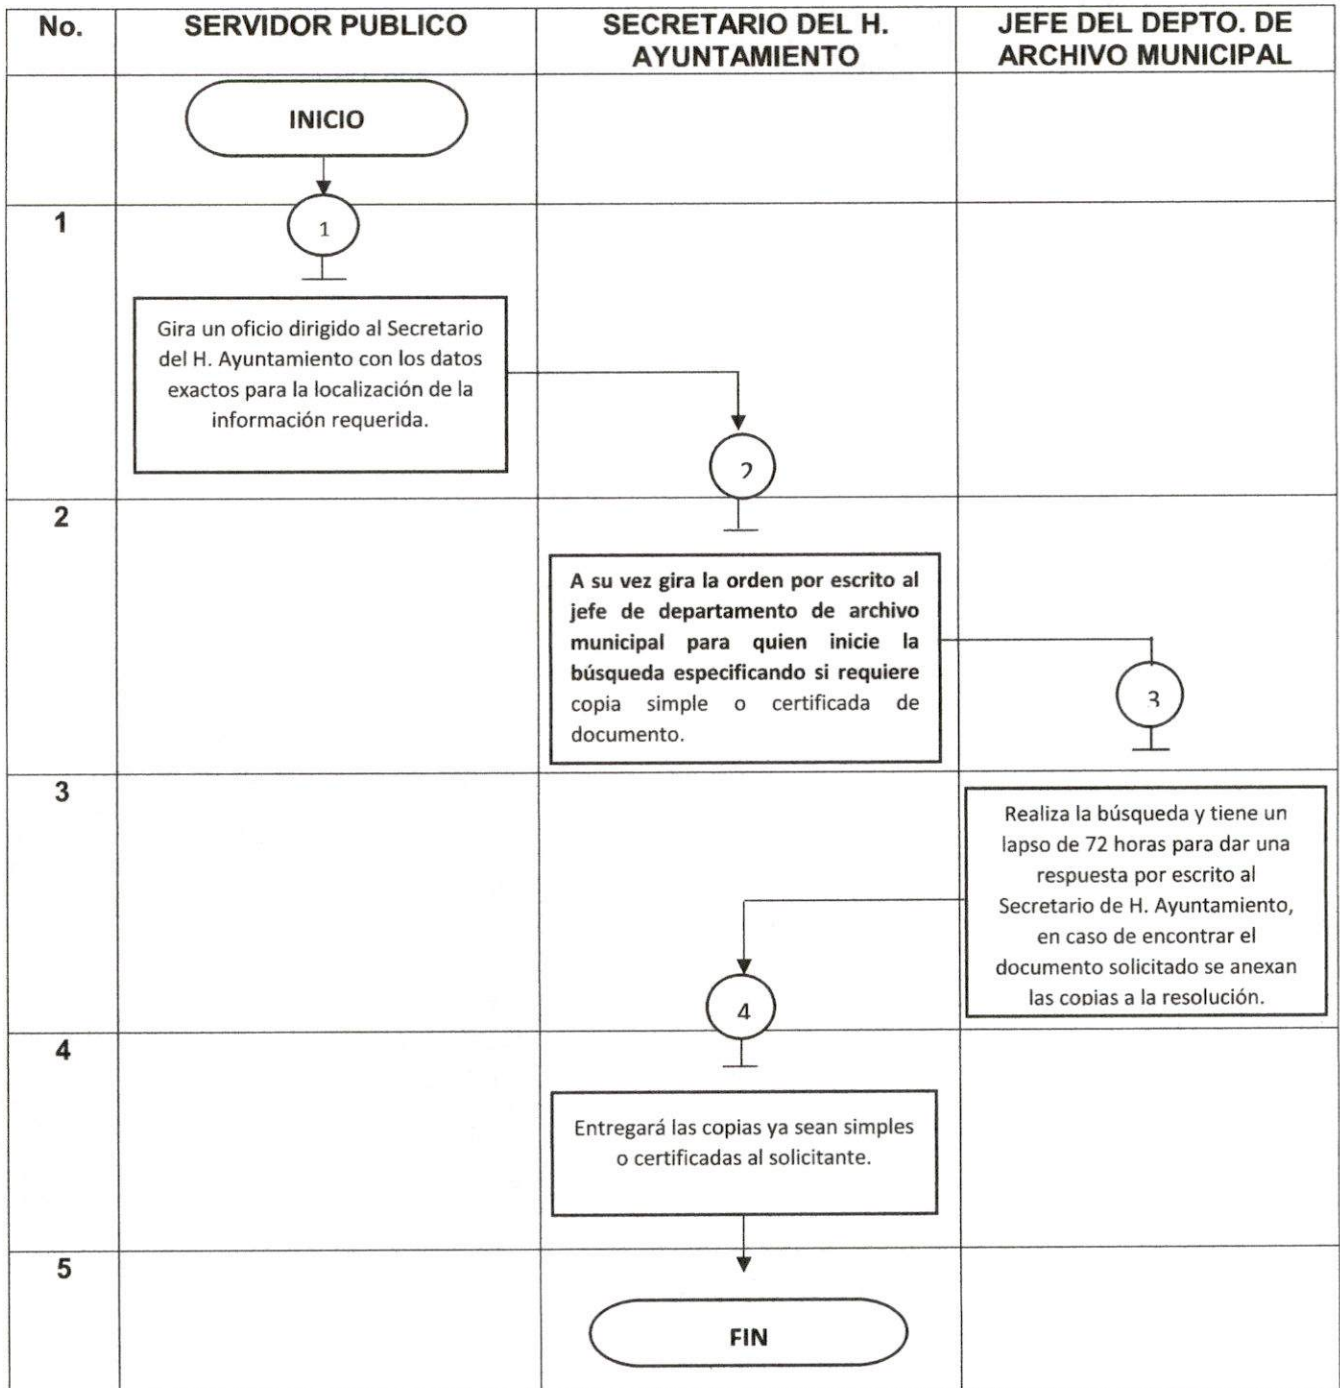 No.
SERVIDOR PUBLICO
SECRETARIO DEL H.
AYUNTAMIENTO
JEFE DEL DEPTO. DE
ARCHIVO MUNICIPAL
INICIO
1
1
Gira un oficio dirigido al Secretario
del H. Ayuntamiento con los datos
exactos para la localización de la
información requerida.
2
2
A su vez gira la orden por escrito al
jefe de departamento de archivo
municipal para quien inicie la
búsqueda especificando si requiere
copia simple o certificada de
documento.
3
3
Realiza la búsqueda y tiene un
lapso de 72 horas para dar una
respuesta por escrito al
Secretario de H. Ayuntamiento,
en caso de encontrar el
documento solicitado se anexan
las copias a la resolución.
4
4
Entregará las copias ya sean simples
o certificadas al solicitante.
5
FIN